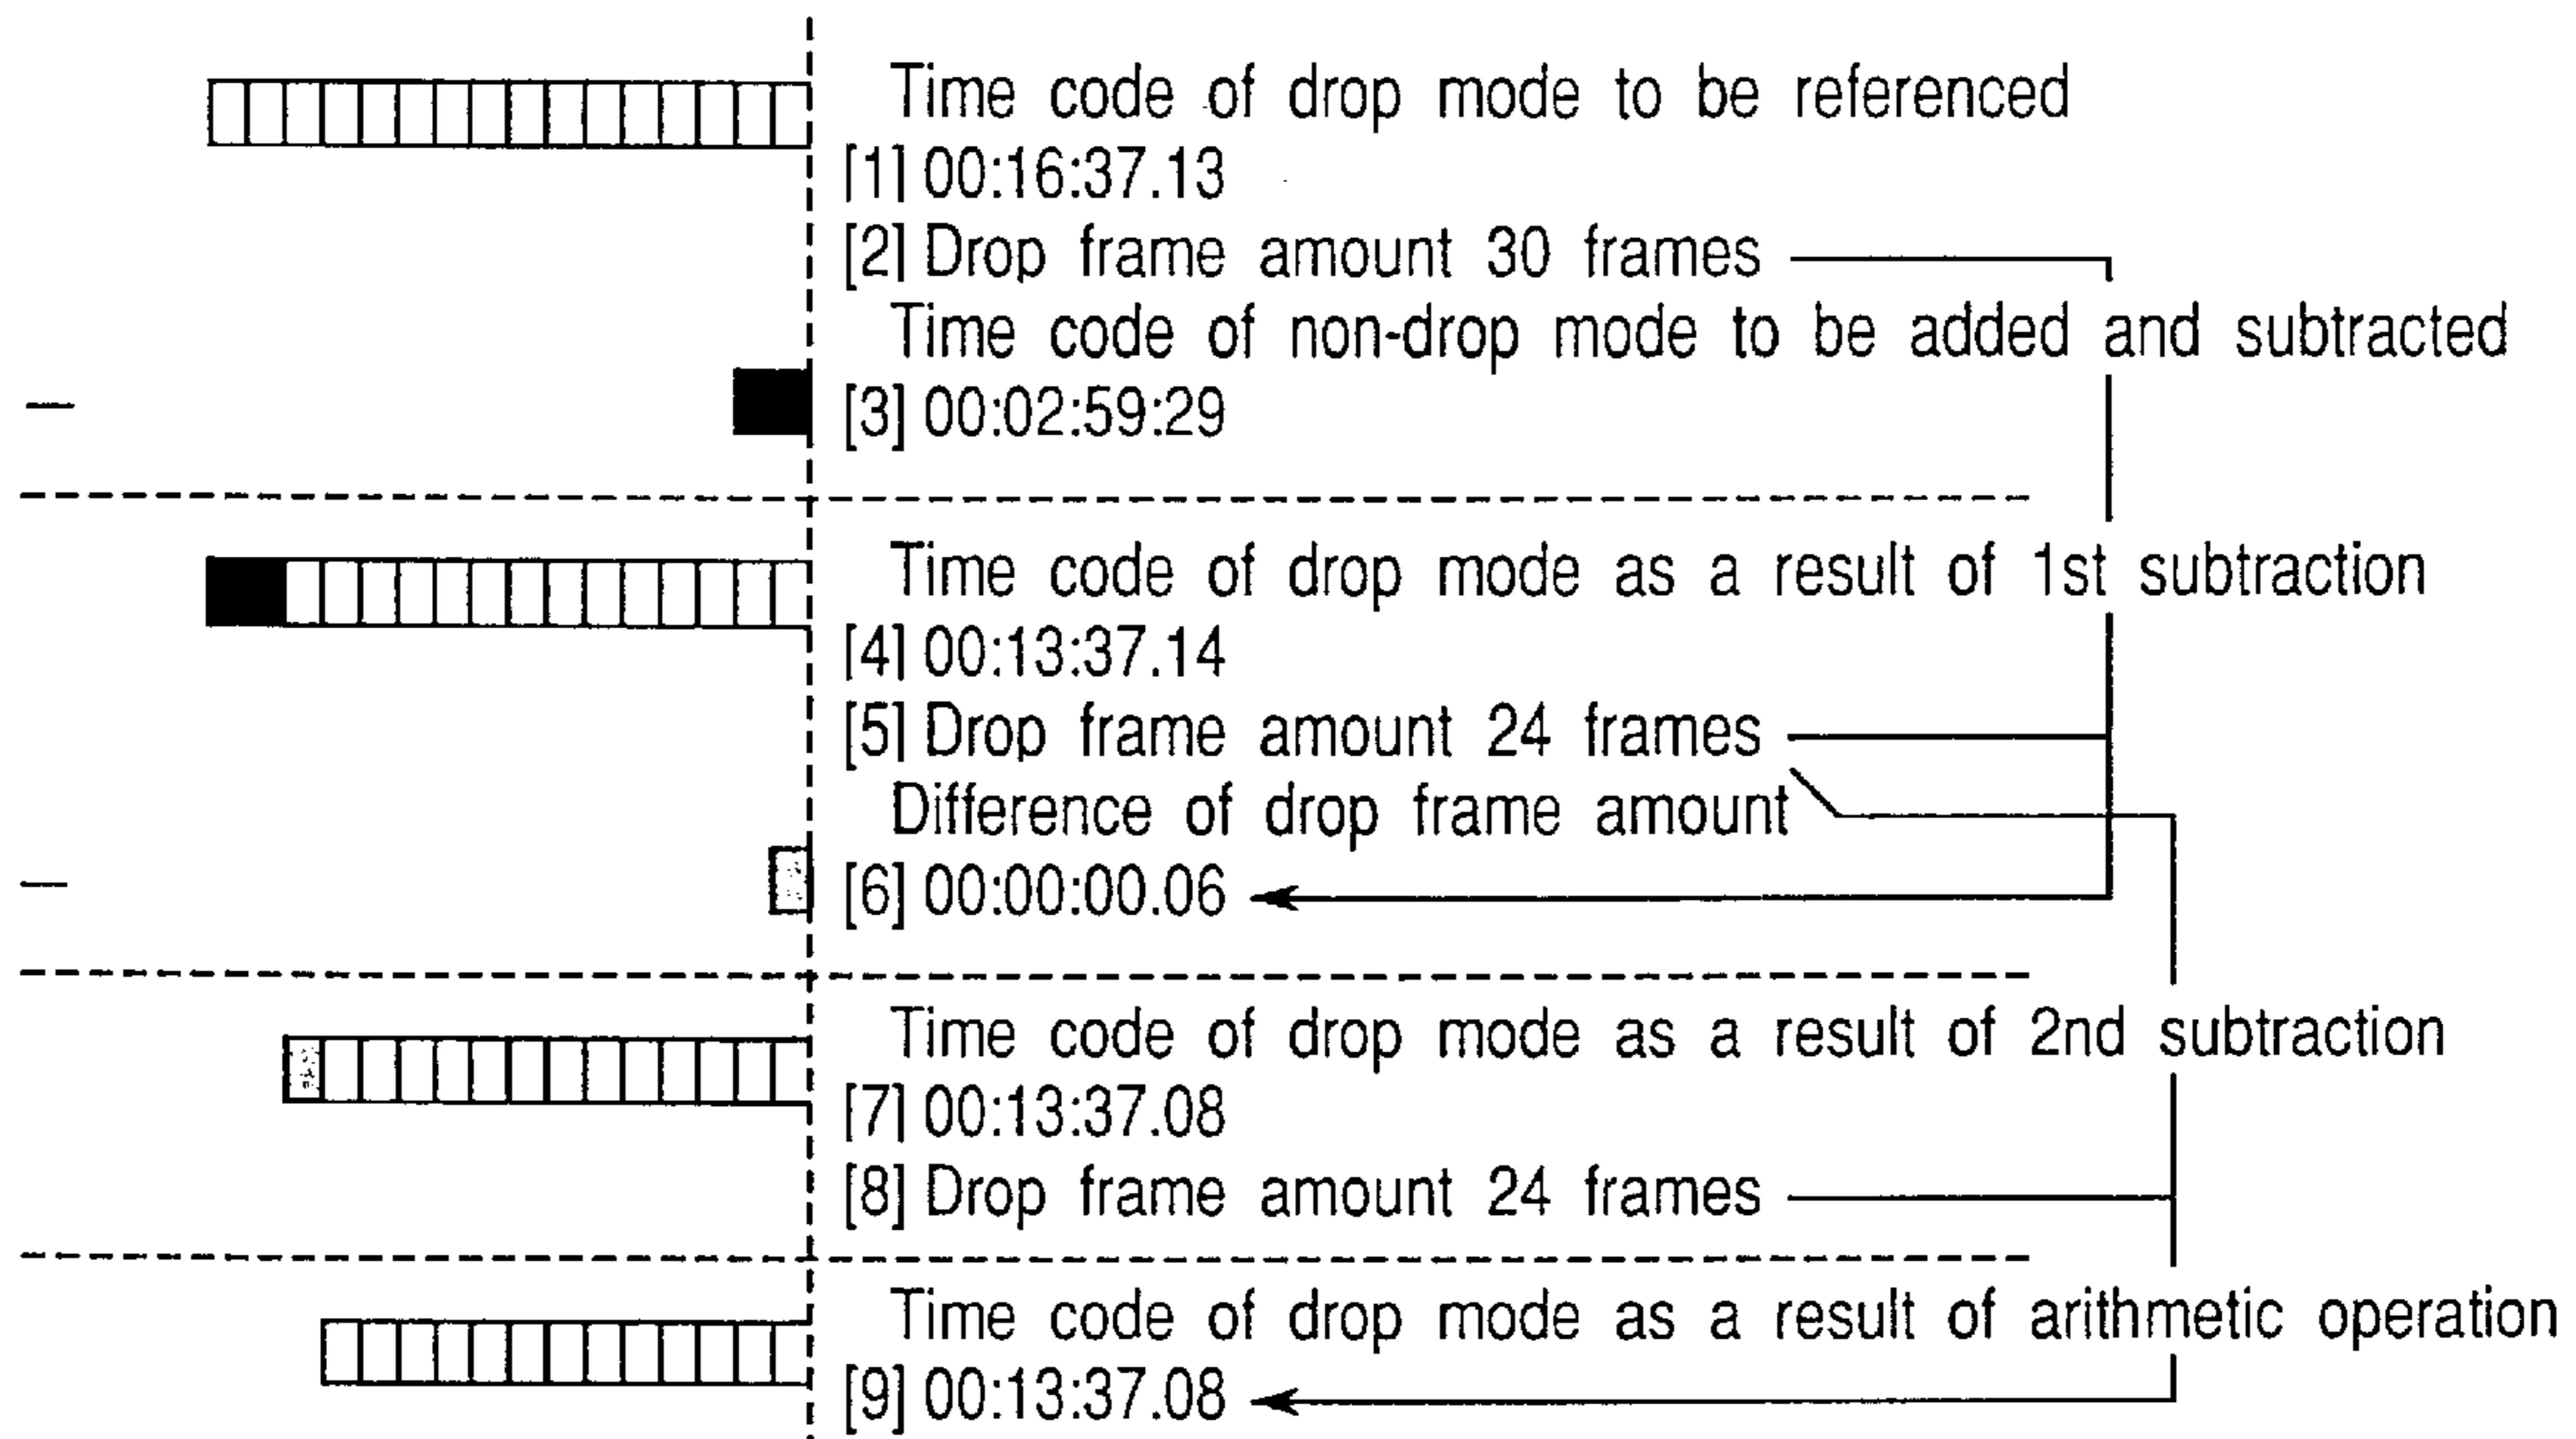 Time code of drop mode to be referenced
[1] 00:16:37.13
[2] Drop frame amount 30 frames
Time code of non-drop mode to be added and subtracted
[3] 00:02:59:29
Time code of drop mode as a result of 1st subtraction
[4] 00:13:37.14
[5] Drop frame amount 24 frames
Difference of drop frame amount
[6] 00:00:00.06
Time code of drop mode as a result of 2nd subtraction
[7] 00:13:37.08
[8] Drop frame amount 24 frames
Time code of drop mode as a result of arithmetic operation
[9] 00:13:37.08